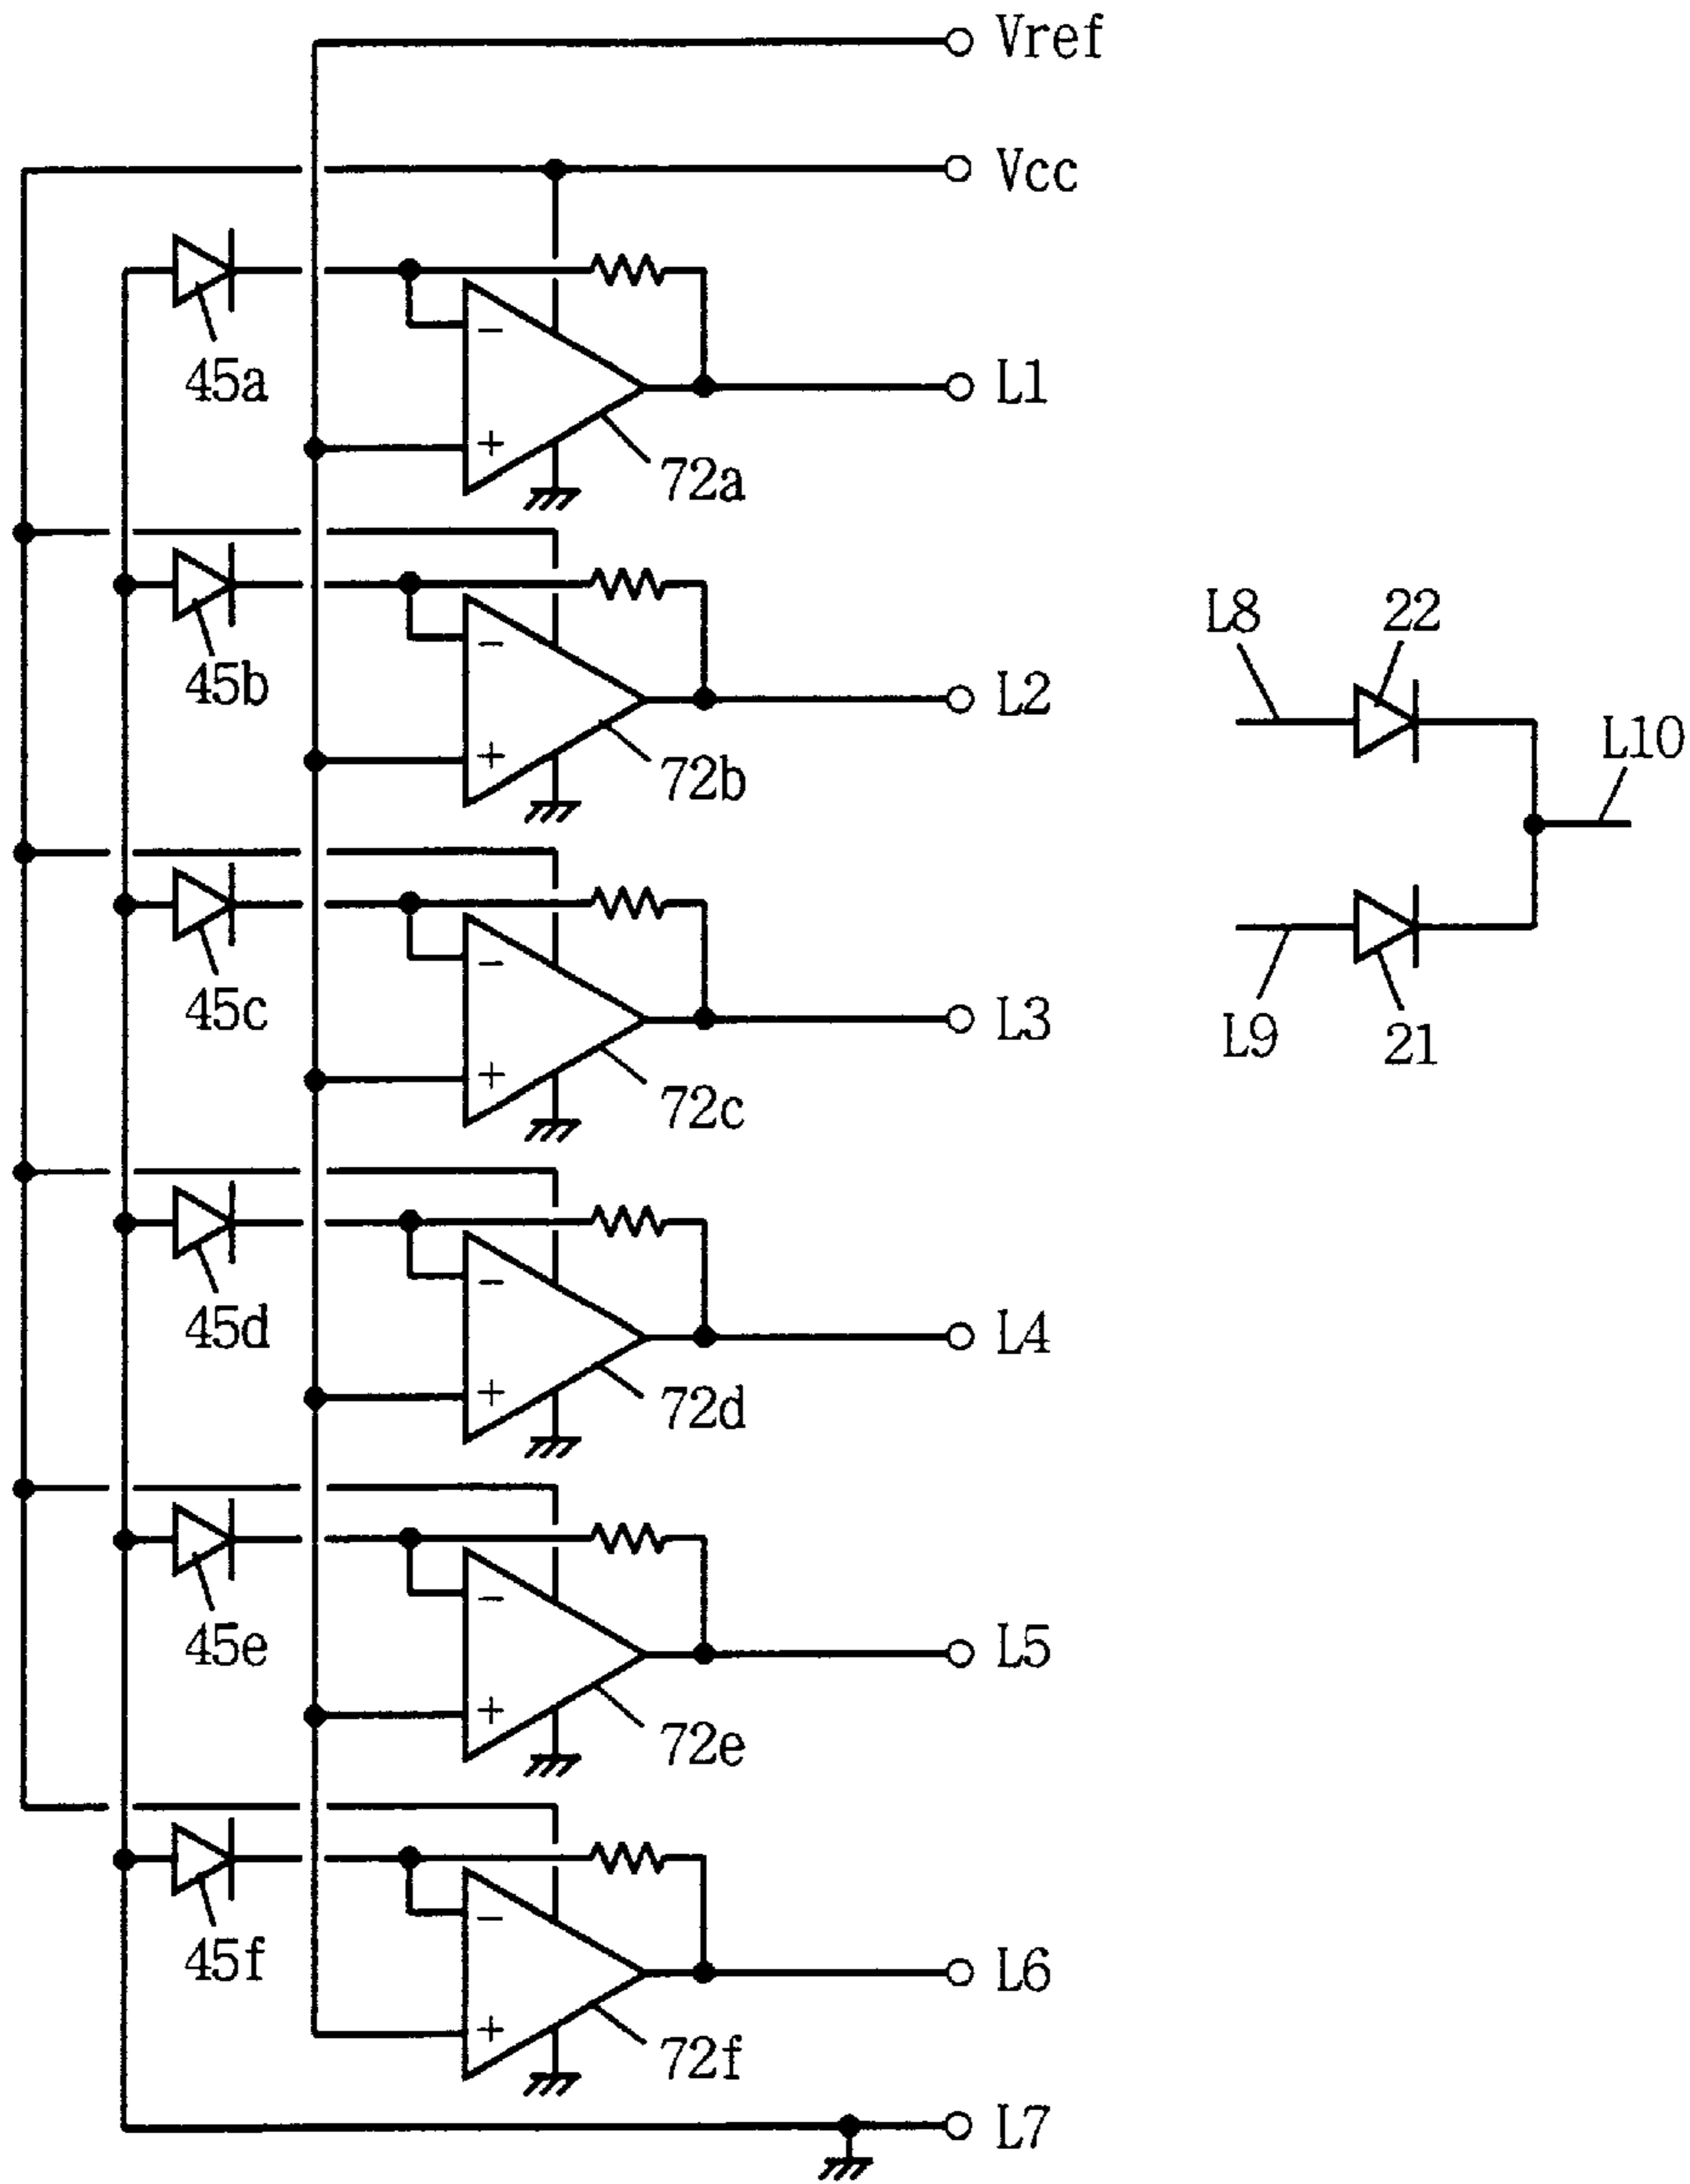 Vref
Vcc
45a
-
+
L1
72a
45b
-
+
L2
72b
45c
-
+
L3
72c
45d
-
+
L4
72d
45e
-
+
L5
72e
45f
-
+
L6
72f
L7
L8
22
L10
L9
21